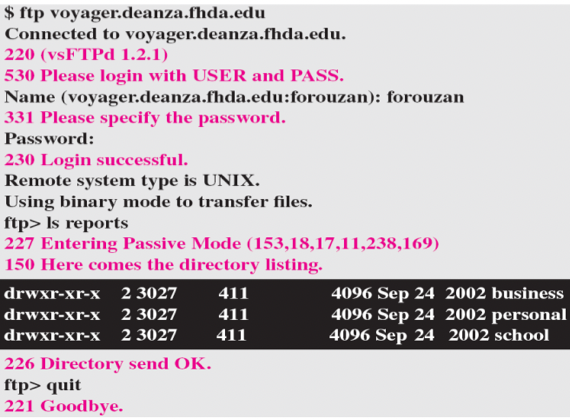 $ ftp voyager.deanza.fhda.edu
Connected to voyager.deanza.fhda.edu.
220 (vsFTPd 1.2.1)
530 Please login with USER and PASS.
Name (voyager.deanza.fhda.edu:forouzan): forouzan
331 Please specify the password.
Password:
230 Login successful.
Remote system type is UNIX.
Using binary mode to transfer files.
ftp> ls reports
227 Entering Passive Mode (153,18,17,11,238,169)
150 Here comes the directory listing.
drwxr-xr-x 2 3027 411 4096 Sep 24 2002 business
drwxr-xr-x 2 3027 411 4096 Sep 24 2002 personal
drwxr-xr-x 2 3027 411 4096 Sep 24 2002 school
226 Directory send OK.
ftp> quit
221 Goodbye.